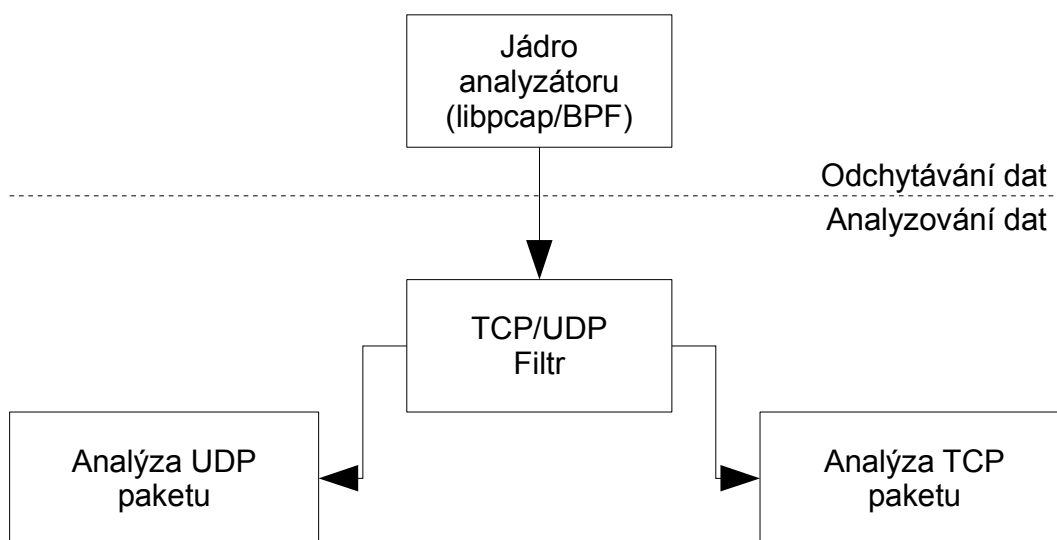 Jádro
analyzátoru
(libpcap/BPF)
Odchytávání dat
Analyzování dat
TCP/UDP
Filtr
Analýza UDP
paketu
Analýza TCP
paketu